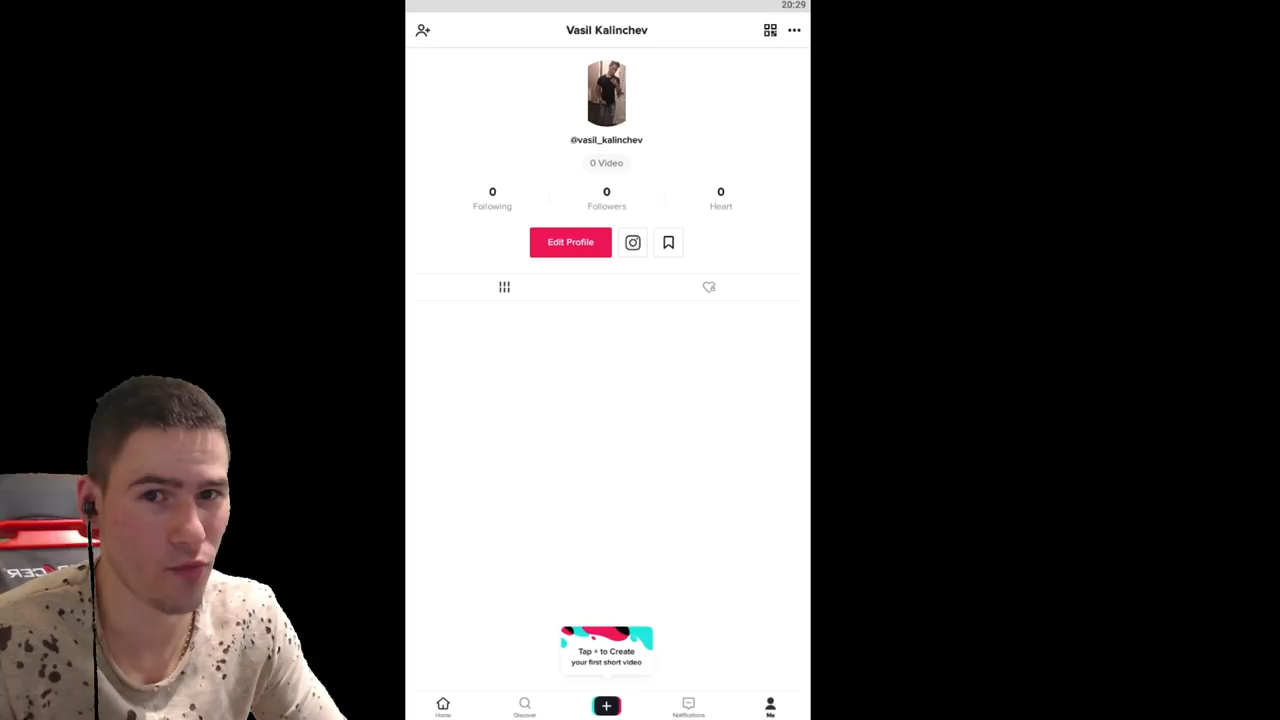 20:29
Vasil Kalinchev
@vasil_kalinchev
0 Video
0
Following
0
Followers
0
Heart
Edit Profile
Tap + to Create
your first short video
Home
Discover
Notifications
Me